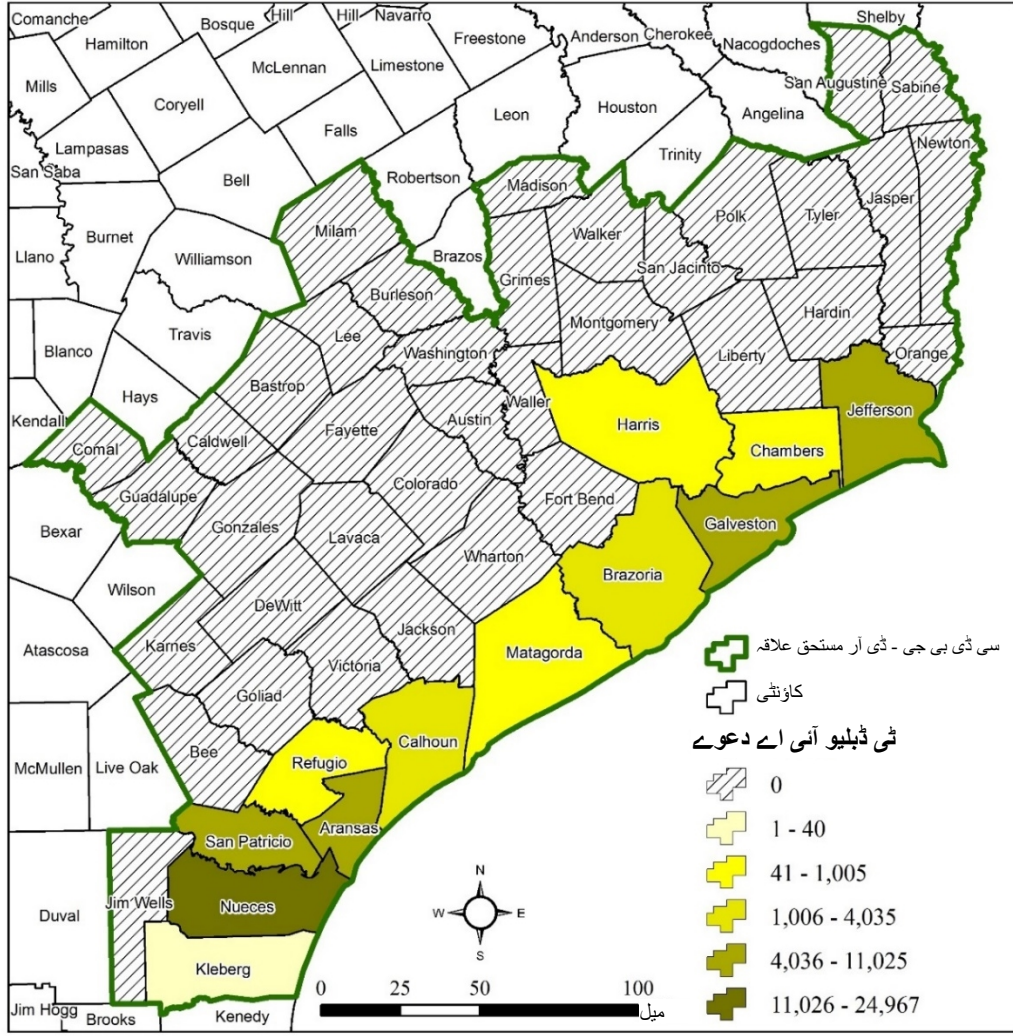 Comanche
Bosque
Hill
Hill
Navarro
Freestone
Anderson
Cherokee
Nacogdoches
Shelby
Hamilton
McLennan
Limestone
San Augustine
Sabine
Mills
Coryell
Leon
Houston
Angelina
Lampasas
Falls
Trinity
Newton
San Saba
Bell
Robertson
Madison
Jasper
Burnet
Milam
Walker
Polk
Tyler
Llano
Williamson
Brazos
Grimes
San Jacinto
Burleson
Hardin
Travis
Lee
Montgomery
Blanco
Washington
Liberty
Orange
Bastrop
Hays
Austin
Waller
Jefferson
Kendall
Caldwell
Fayette
Harris
Comal
Chambers
Guadalupe
Colorado
Fort Bend
Gonzales
Galveston
Bexar
Lavaca
Wharton
Brazoria
Wilson
DeWitt
Jackson
Karnes
Atascosa
Victoria
Matagorda
Goliad
Calhoun
Bee
Refugio
McMullen
Live Oak
Aransas
San Patricio
Jim Wells
Nueces
Duval
Kleberg
Jim Hogg
Brooks
Kenedy
سی ڈی بی جی - ڈی آر مستحق علاقہ
کاؤنٹی
ٹی ڈبلیو آئی اے دعوے
0
1 - 40
41 - 1,005
1,006 - 4,035
4,036 - 11,025
11,026 - 24,967
N
W
E
S
0 25 50 100
میل